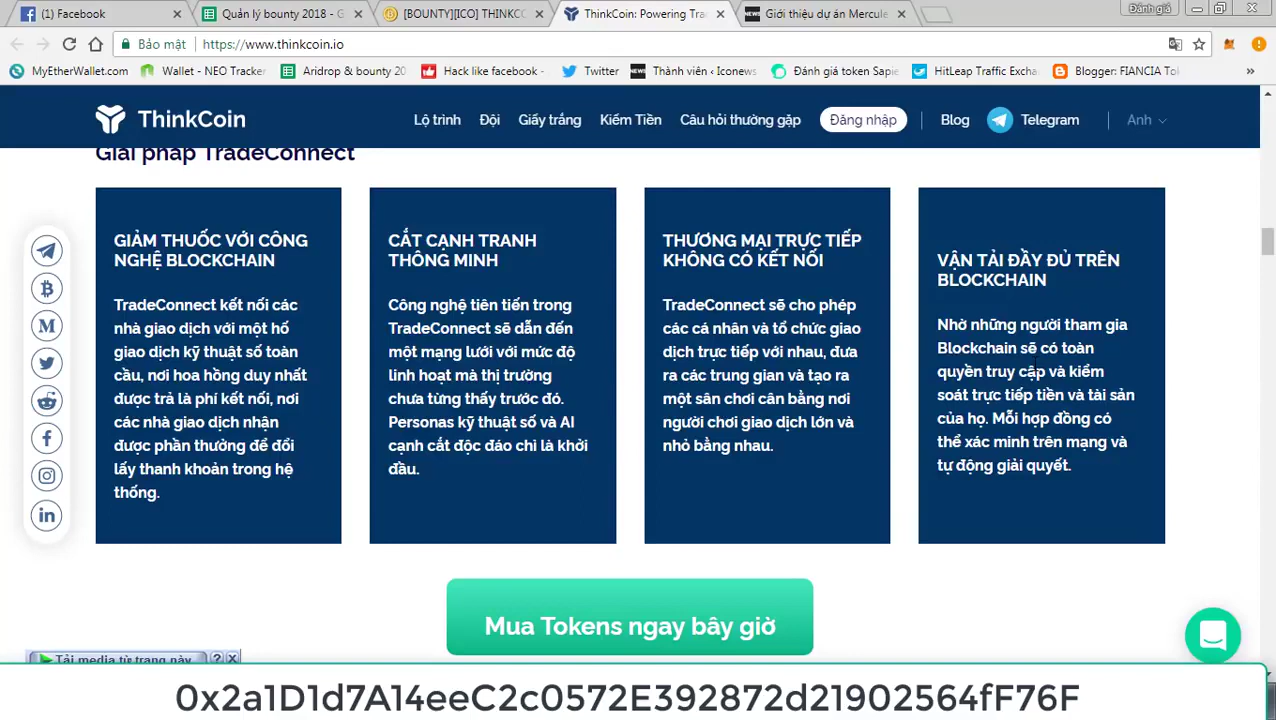 (1) Facebook
Quản lý bounty 2018 - G
[BOUNTY][ICO] THINKCO
ThinkCoin: Powering Tra
Giới thiệu dự án Mercule
Đánh giá
Bảo mật
https://www.thinkcoin.io
MyEtherWallet.com
Wallet - NEO Tracker
Aridrop & Bounty 20
Hack like facebook -
Twitter
Thành viên ‹ Iconews
Đánh giá token Sapie
HitLeap Traffic Excha
Blogger: FIANCIA Tok
»
ThinkCoin
Lộ trình
Đội
Giấy trắng
Kiếm Tiền
Câu hỏi thường gặp
Đăng nhập
Blog
Telegram
Anh
Giải pháp TradeConnect
GIẢM THUỐC VỚI CÔNG
NGHỆ BLOCKCHAIN
TradeConnect kết nối các
nhà giao dịch với một hồ
giao dịch kỹ thuật số toàn
cầu, nơi hoa hồng duy nhất
được trả là phí kết nối, nơi
các nhà giao dịch nhận
được phần thưởng để đổi
lấy thanh khoản trong hệ
thống.
CẮT CẠNH TRANH
THÔNG MINH
Công nghệ tiên tiến trong
TradeConnect sẽ dẫn đến
một mạng lưới với mức độ
linh hoạt mà thị trường
chưa từng thấy trước đó.
Personas kỹ thuật số và AI
cạnh cắt độc đáo chỉ là khởi
đầu.
THƯƠNG MẠI TRỰC TIẾP
KHÔNG CÓ KẾT NỐI
TradeConnect sẽ cho phép
các cá nhân và tổ chức giao
dịch trực tiếp với nhau, đưa
ra các trung gian và tạo ra
một sân chơi cân bằng nơi
người chơi giao dịch lớn và
nhỏ bằng nhau.
VẬN TẢI ĐẦY ĐỦ TRÊN
BLOCKCHAIN
Nhờ những người tham gia
Blockchain sẽ có toàn
quyền truy cập và kiểm
soát trực tiếp tiền và tài sản
của họ. Mỗi hợp đồng có
thể xác minh trên mạng và
tự động giải quyết.
Mua Tokens ngay bây giờ
Tải media từ trang này
0x2a1D1d7A14eeC2c0572E392872d21902564fF76F